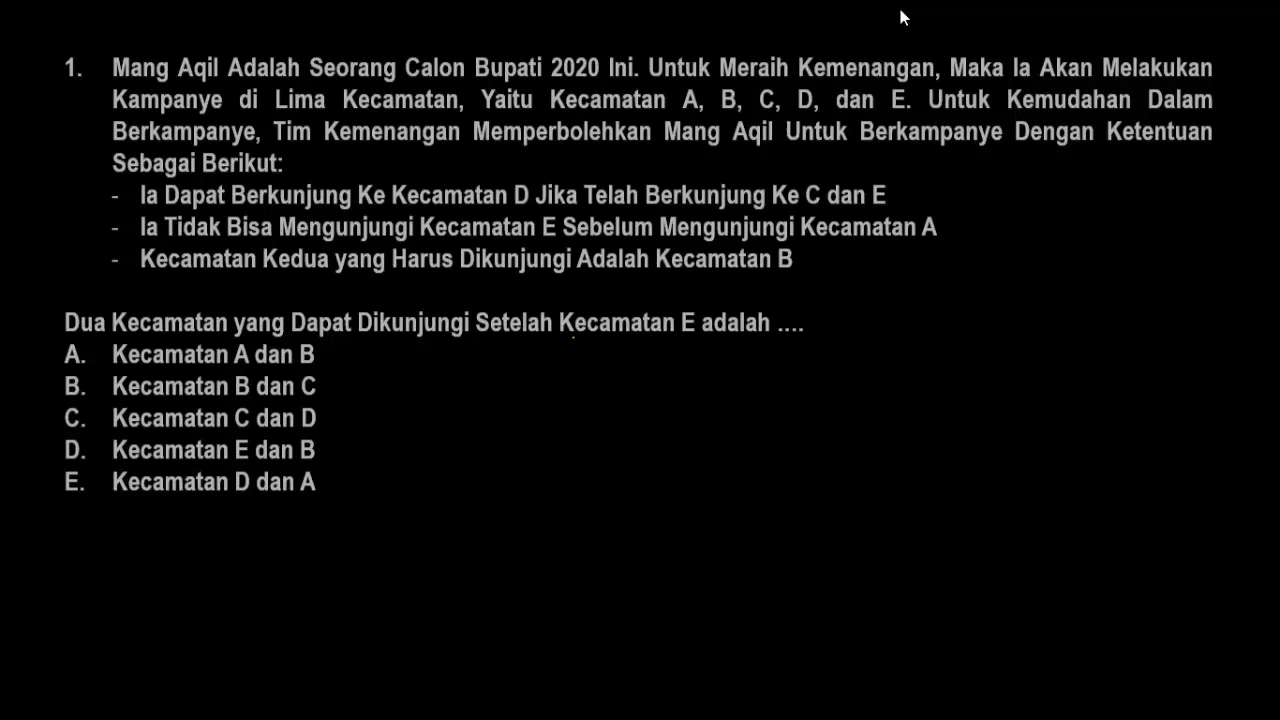 1. Mang Aqil Adalah Seorang Calon Bupati 2020 Ini. Untuk Meraih Kemenangan, Maka Ia Akan Melakukan
Kampanye di Lima Kecamatan, Yaitu Kecamatan A, B, C, D, dan E. Untuk Kemudahan Dalam
Berkampanye, Tim Kemenangan Memperbolehkan Mang Aqil Untuk Berkampanye Dengan Ketentuan
Sebagai Berikut:
- Ia Dapat Berkunjung Ke Kecamatan D Jika Telah Berkunjung Ke C dan E
- Ia Tidak Bisa Mengunjungi Kecamatan E Sebelum Mengunjungi Kecamatan A
- Kecamatan Kedua yang Harus Dikunjungi Adalah Kecamatan B
Dua Kecamatan yang Dapat Dikunjungi Setelah Kecamatan E adalah ....
A. Kecamatan A dan B
B. Kecamatan B dan C
C. Kecamatan C dan D
D. Kecamatan E dan B
E. Kecamatan D dan A